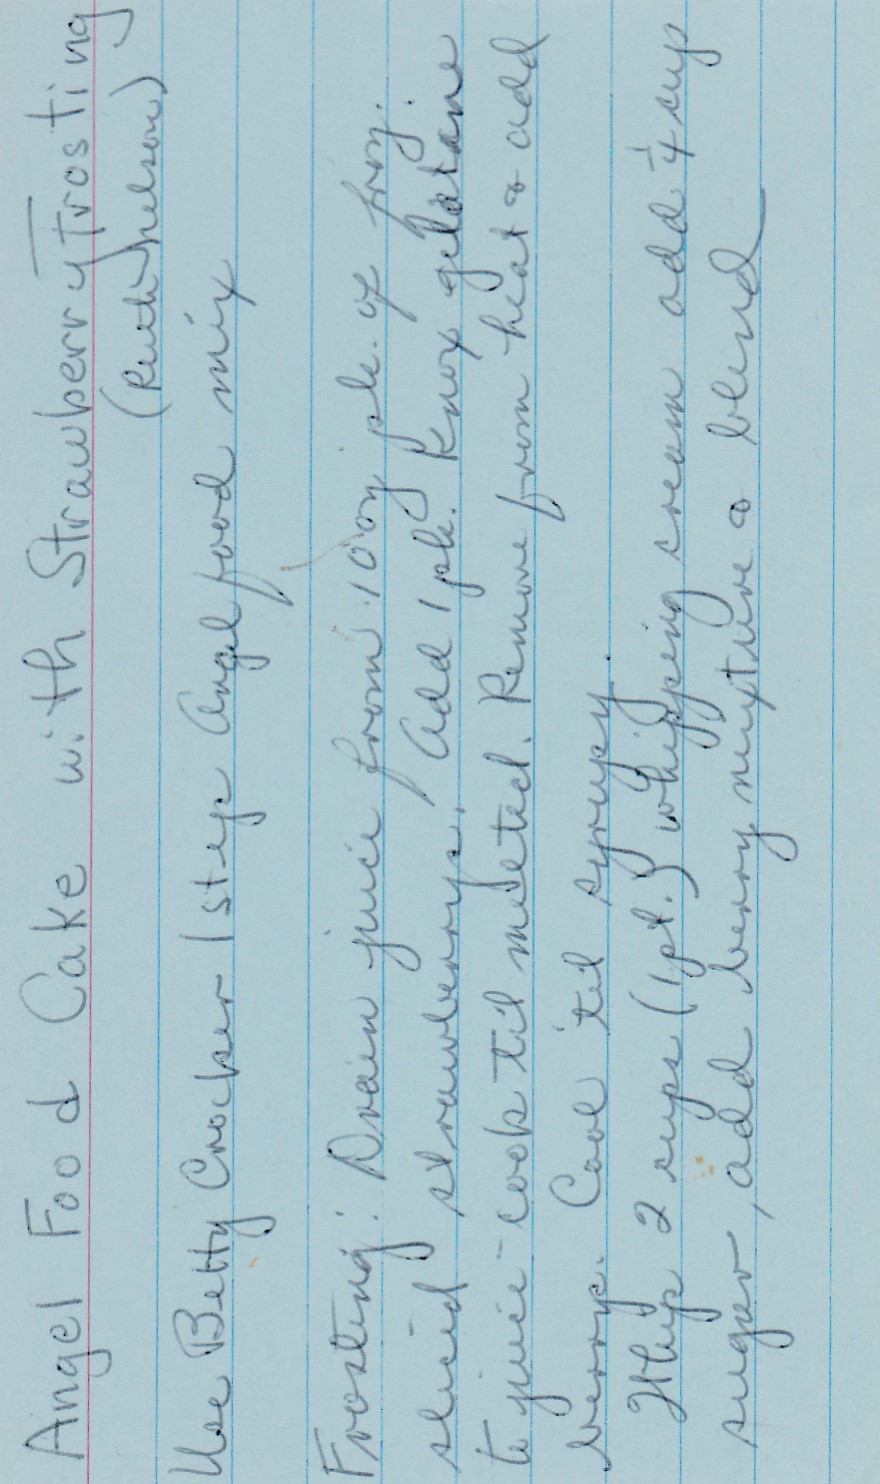 Angel Food Cake with Strawberry Frosting
(Ruth Nelson)
Use Betty Crocker 1 step Angel food mix
Frosting: Drain juice from 10 oz pk. of froz.
sliced strawberrys. Add 1 pk. Knox gelatine
to juice - cook til melted. Remove from heat & add
berrys. Cool 'til syrupy.
Whip 2 cups (1 pt.) whipping cream add 1/4 cup
sugar, add berry mixture & blend